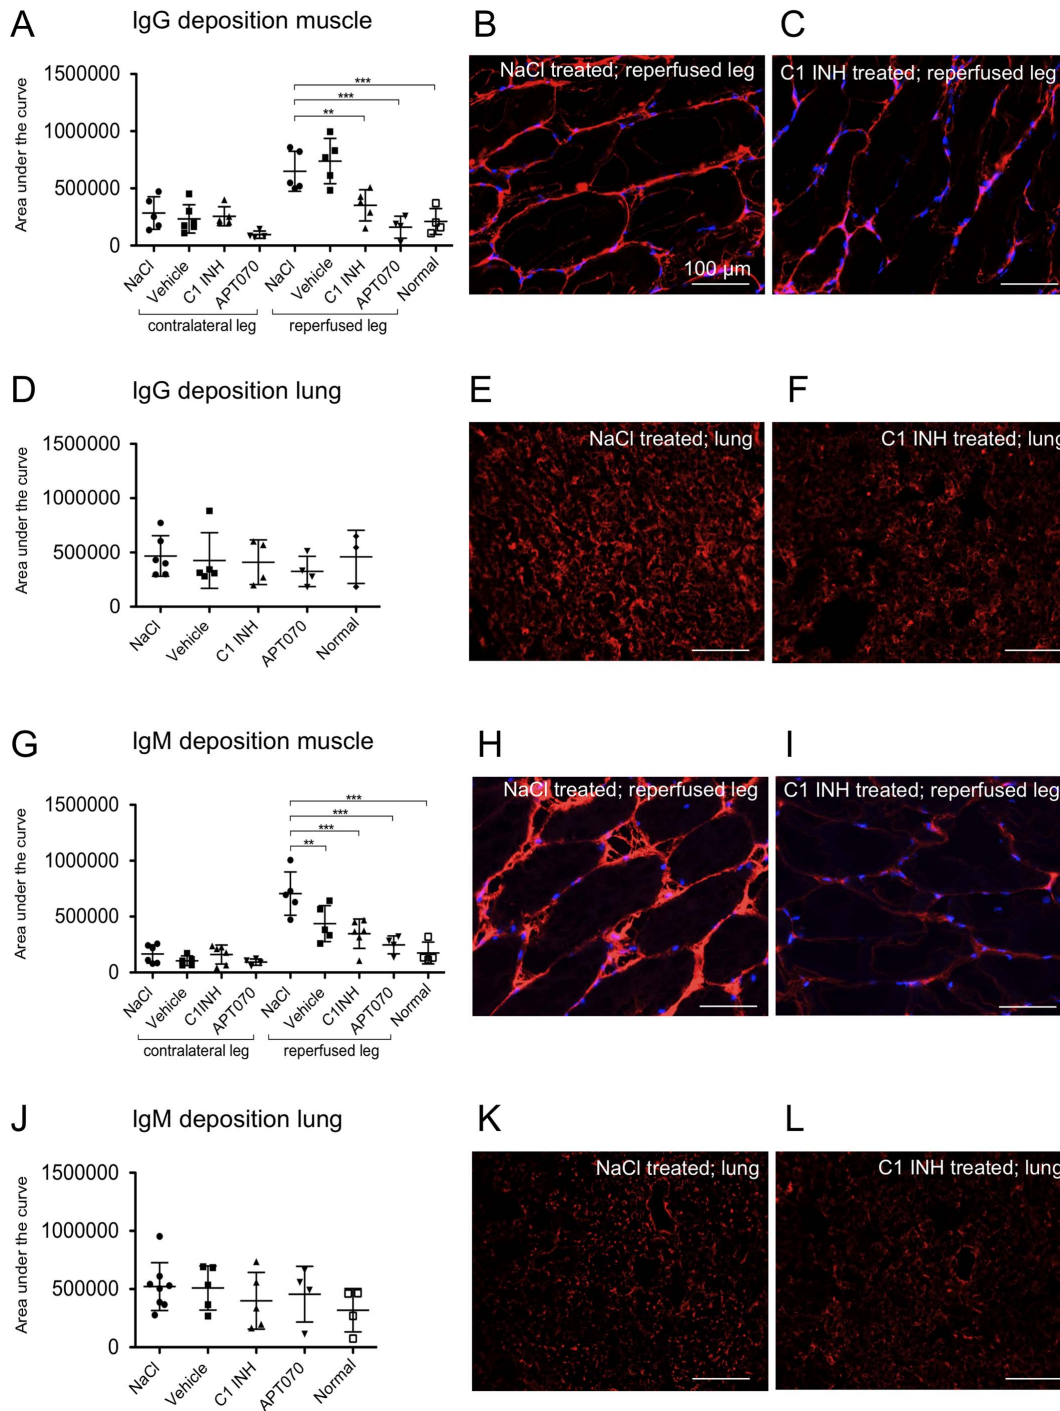 A
IgG deposition muscle
Area under the curve
1500000
1000000
500000
0
***
***
**
NaCl
Vehicle
C1 INH
APT070
NaCl
Vehicle
C1 INH
APT070
Normal
contralateral leg
reperfused leg
B
NaCl treated; reperfused leg
100 µm
C
C1 INH treated; reperfused leg
D
IgG deposition lung
Area under the curve
1500000
1000000
500000
0
NaCl
Vehicle
C1 INH
APT070
Normal
E
NaCl treated; lung
F
C1 INH treated; lung
G
IgM deposition muscle
Area under the curve
1500000
1000000
500000
0
***
***
***
**
NaCl
Vehicle
C1INH
APT070
NaCl
Vehicle
C1 INH
APT070
Normal
contralateral leg
reperfused leg
H
NaCl treated; reperfused leg
I
C1 INH treated; reperfused leg
J
IgM deposition lung
Area under the curve
1500000
1000000
500000
0
NaCl
Vehicle
C1 INH
APT070
Normal
K
NaCl treated; lung
L
C1 INH treated; lung